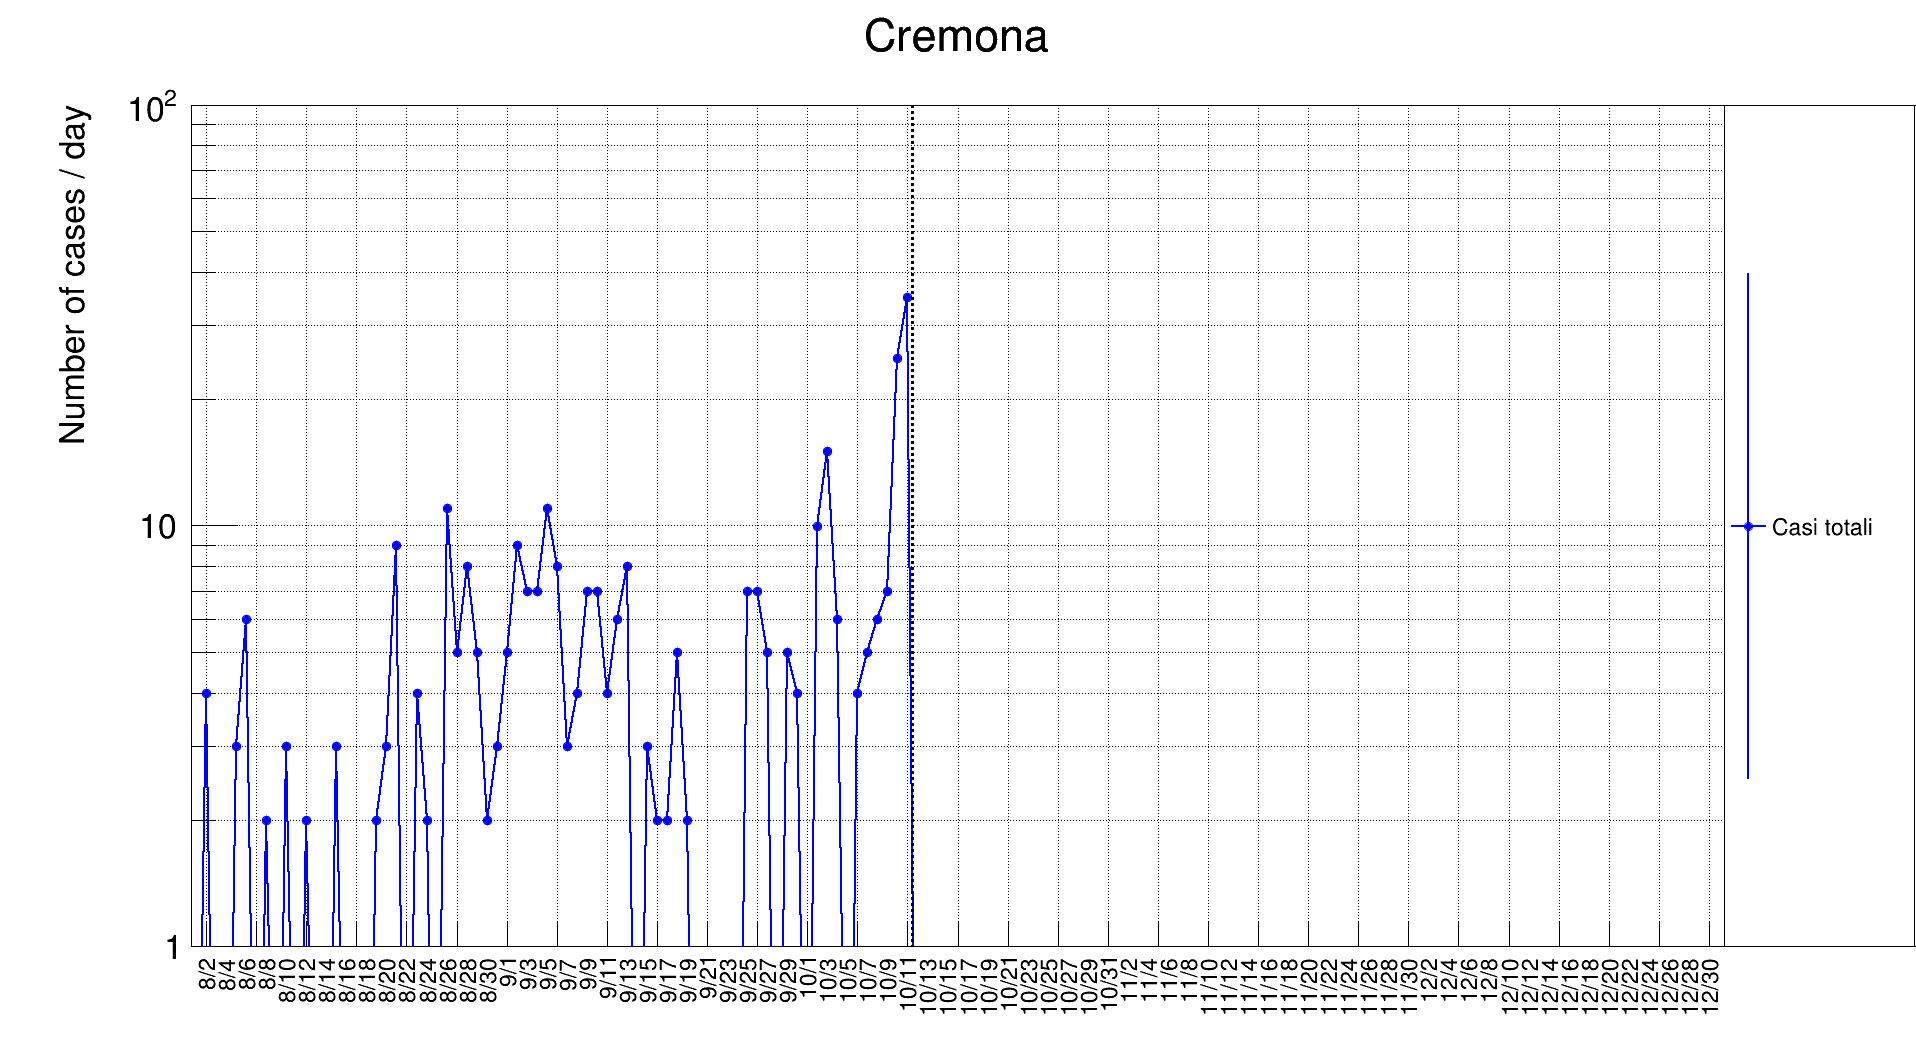 Cremona
Number of cases / day
10²
10
1
8/2 8/4 8/6 8/8 8/10 8/12 8/14 8/16 8/18 8/20 8/22 8/24 8/26 8/28 8/30 9/1 9/3 9/5 9/7 9/9 9/11 9/13 9/15 9/17 9/19 9/21 9/23 9/25 9/27 9/29 10/1 10/3 10/5 10/7 10/9 10/11 10/13 10/15 10/17 10/19 10/21 10/23 10/25 10/27 10/29 10/31 11/2 11/4 11/6 11/8 11/10 11/12 11/14 11/16 11/18 11/20 11/22 11/24 11/26 11/28 11/30 12/2 12/4 12/6 12/8 12/10 12/12 12/14 12/16 12/18 12/20 12/22 12/24 12/26 12/28 12/30
Casi totali